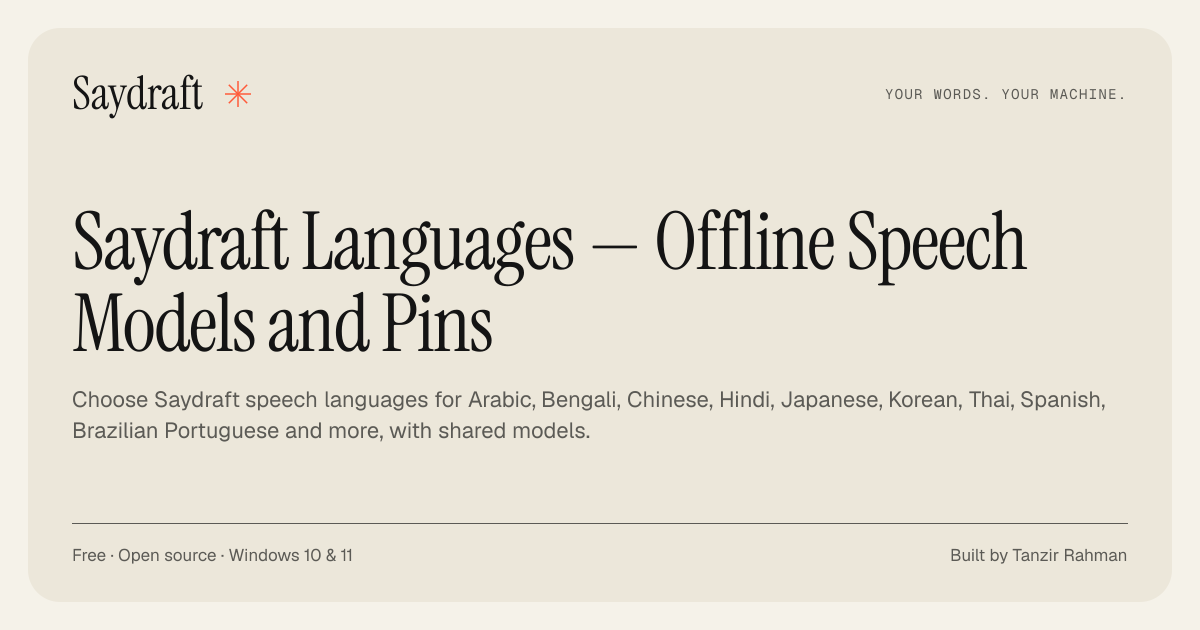 Saydraft
YOUR WORDS. YOUR MACHINE.
Saydraft Languages — Offline Speech
Models and Pins
Choose Saydraft speech languages for Arabic, Bengali, Chinese, Hindi, Japanese, Korean, Thai, Spanish,
Brazilian Portuguese and more, with shared models.
Free · Open source · Windows 10 & 11
Built by Tanzir Rahman